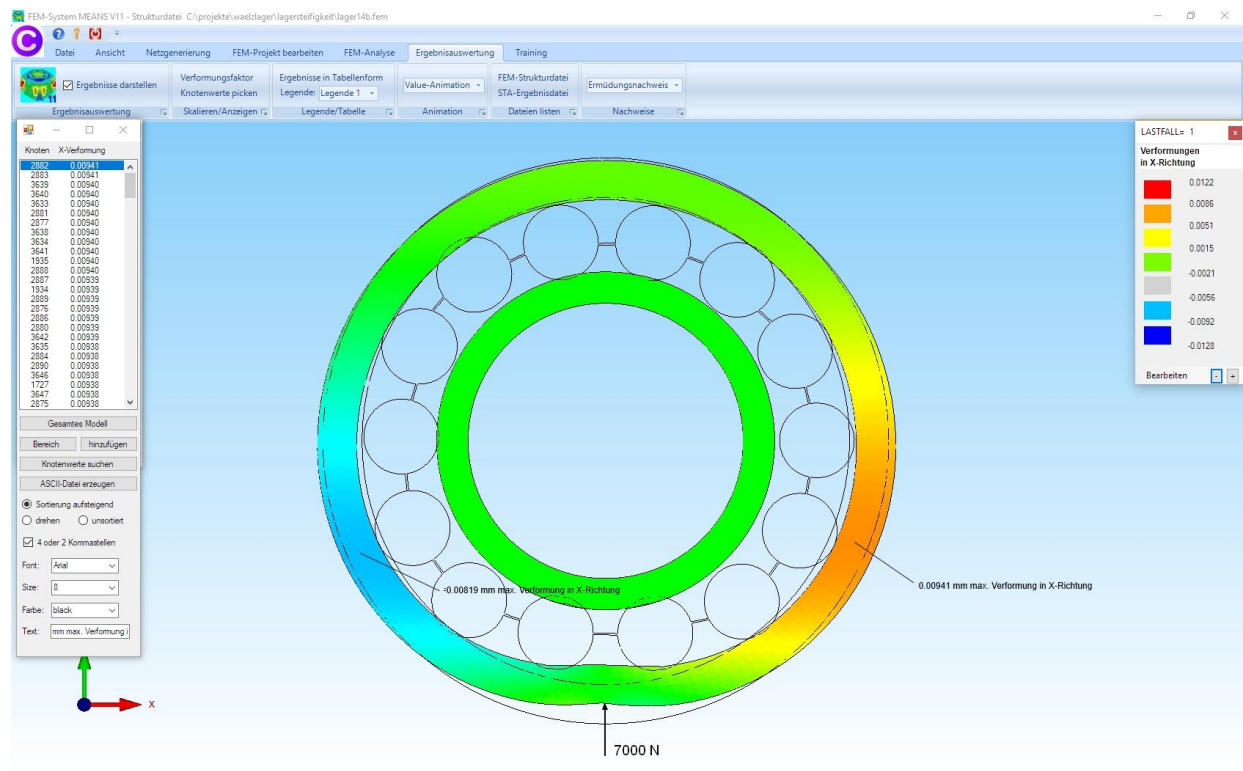 FEM-System MEANS V11 - Strukturdatei C:\projekte\waelzlager\lagersteifigkeit\lager14b.fem
Datei Ansicht Netzgenerierung FEM-Projekt bearbeiten FEM-Analyse Ergebnisauswertung Training
11
Ergebnisse darstellen
Ergebnisauswertung
Verformungsfaktor
Knotenwerte picken
Skalieren/Anzeigen
Ergebnisse in Tabellenform
Legende: Legende 1
Legende/Tabelle
Value-Animation
Animation
FEM-Strukturdatei
STA-Ergebnisdatei
Dateien listen
Ermüdungsnachweis
Nachweise
Knoten X-Verformung
2882 0.00941
2883 0.00941
3639 0.00940
3640 0.00940
3633 0.00940
2881 0.00940
2877 0.00940
3638 0.00940
3634 0.00940
3641 0.00940
1935 0.00940
2888 0.00940
2887 0.00939
1934 0.00939
2889 0.00939
2876 0.00939
2886 0.00939
2880 0.00939
3642 0.00939
3635 0.00938
2884 0.00938
2890 0.00938
3646 0.00938
1727 0.00938
3647 0.00938
2875 0.00938
Gesamtes Modell
Bereich hinzufügen
Knotenwerte suchen
ASCII-Datei erzeugen
Sortierung aufsteigend
drehen unsortiert
4 oder 2 Kommastellen
Font: Arial
Size: 8
Farbe: black
Text: mm max. Verformung i
X
-0.00819 mm max. Verformung in X-Richtung
0.00941 mm max. Verformung in X-Richtung
7000 N
LASTFALL= 1
Verformungen
in X-Richtung
0.0122
0.0086
0.0051
0.0015
-0.0021
-0.0056
-0.0092
-0.0128
Bearbeiten - +